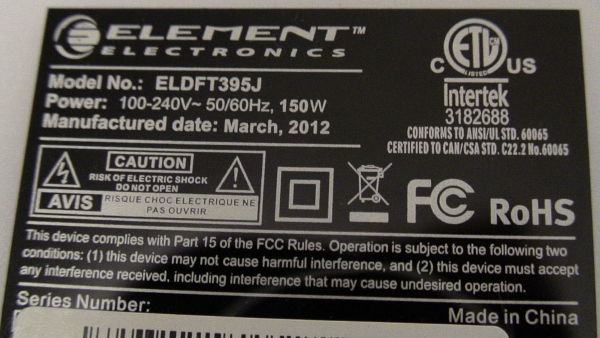 ELEMENT™
ELECTRONICS
Model No.: ELDFT395J
Power: 100-240V~ 50/60Hz, 150W
Manufactured date: March, 2012
ETL CM
LISTED
C US
Intertek
3182688
CONFORMS TO ANSI/UL STD. 60065
CERTIFIED TO CAN/CSA STD. C22.2 No.60065
CAUTION
RISK OF ELECTRIC SHOCK
DO NOT OPEN
AVIS
RISQUE CHOC ELECTRIQUE NE
PAS OUVRIR
FC
RoHS
This device complies with Part 15 of the FCC Rules. Operation is subject to the following two
conditions: (1) this device may not cause harmful interference, and (2) this device must accept
any interference received, including interference that may cause undesired operation.
Series Number:
Made in China